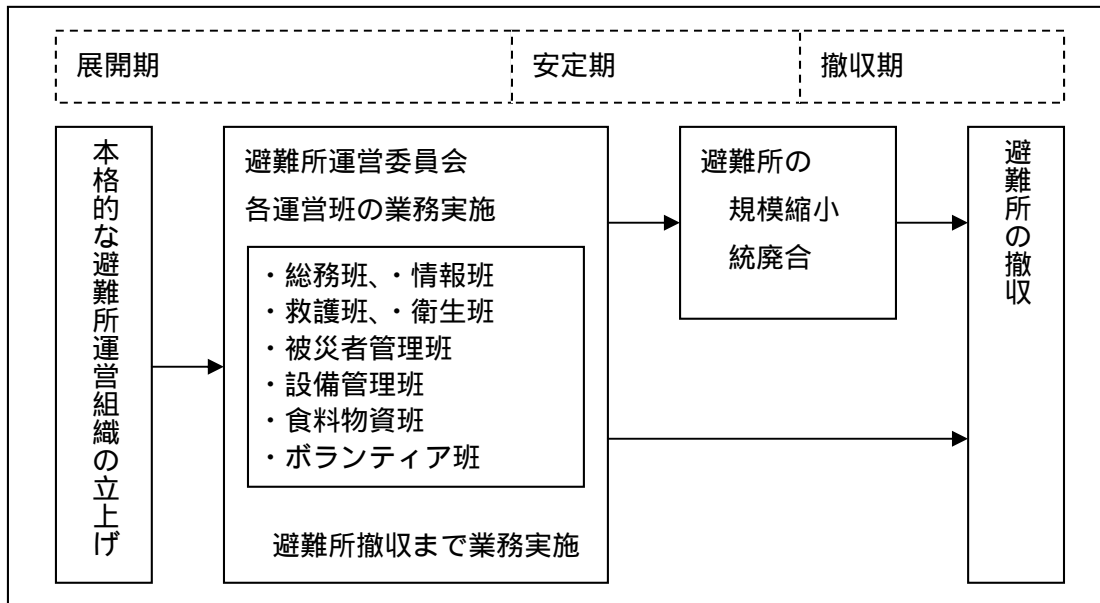 展開期
安定期
撤収期
本格的な避難所運営組織の立上げ
避難所運営委員会
各運営班の業務実施
・総務班、・情報班
・救護班、・衛生班
・被災者管理班
・設備管理班
・食料物資班
・ボランティア班
避難所撤収まで業務実施
避難所の
規模縮小
統廃合
避難所の撤収